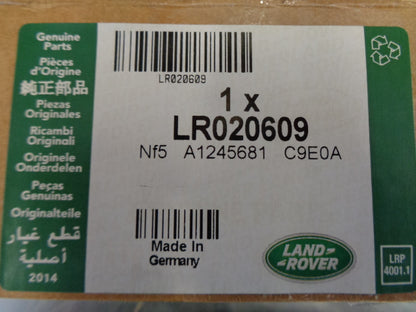 Genuine
Parts
Pièces
d'Origine
純正部品
Piezas
Originales
Ricambi
Originali
Originele
Onderdelen
Peças
Genuinas
Originalteile
قطع غيار
أصلية
2014
LR020609
1 x
LR020609
Nf5 A1245681 C9E0A
Made In
Germany
LAND-
-ROVER
LRP
4001.1